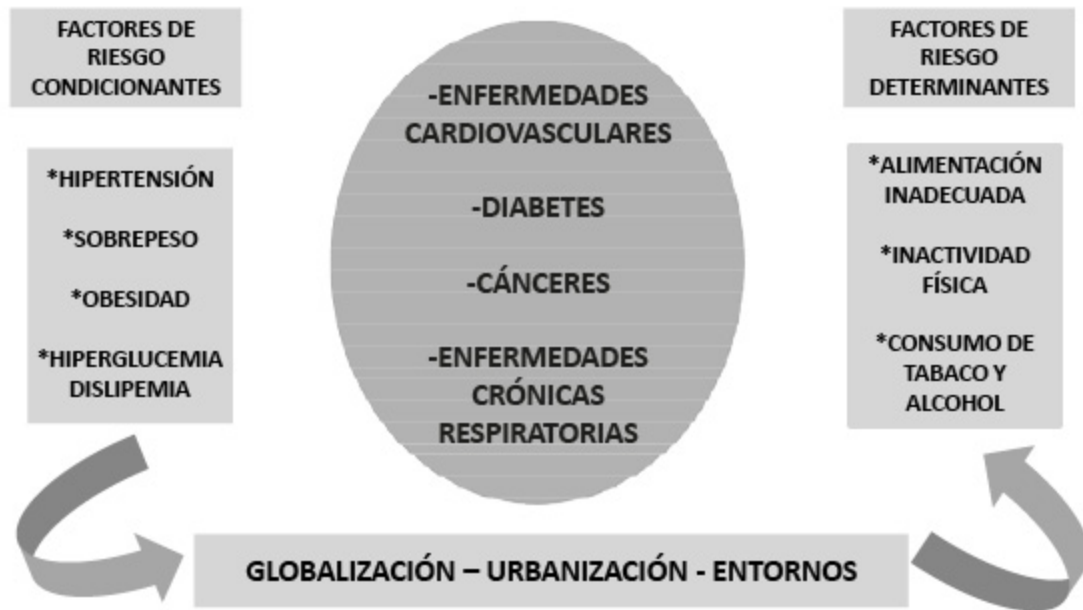 FACTORES DE
RIESGO
CONDICIONANTES
*HIPERTENSIÓN
*SOBREPESO
*OBESIDAD
*HIPERGLUCEMIA
DISLIPEMIA
-ENFERMEDADES
CARDIOVASCULARES
-DIABETES
-CÁNCERES
-ENFERMEDADES
CRÓNICAS
RESPIRATORIAS
FACTORES DE
RIESGO
DETERMINANTES
*ALIMENTACIÓN
INADECUADA
*INACTIVIDAD
FÍSICA
*CONSUMO DE
TABACO Y
ALCOHOL
GLOBALIZACIÓN – URBANIZACIÓN - ENTORNOS